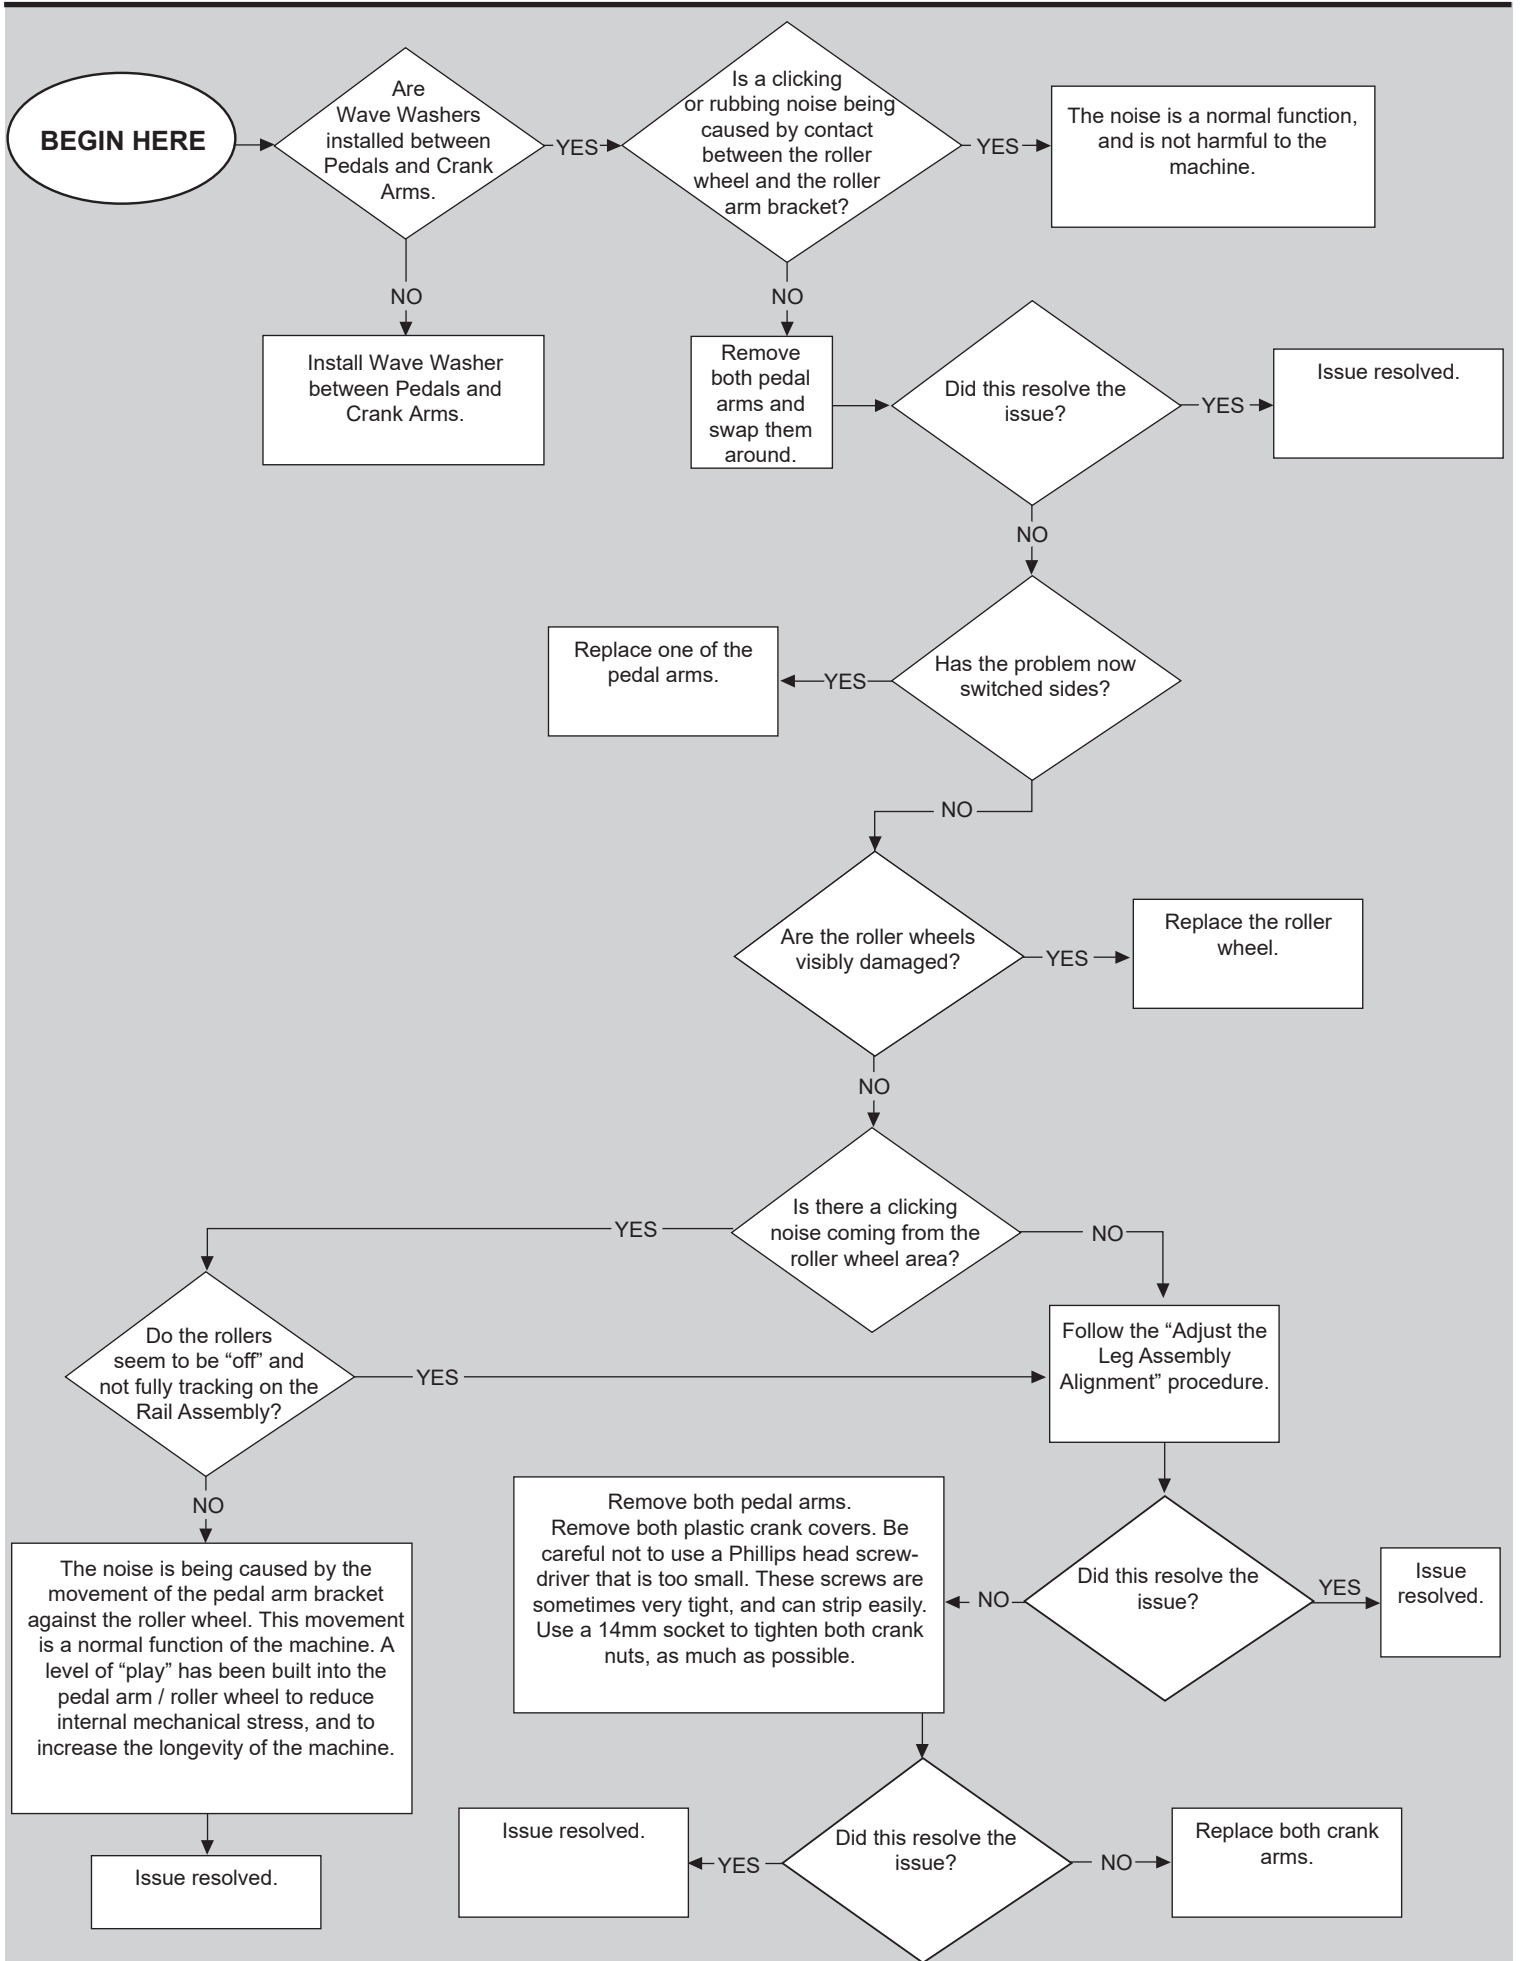 BEGIN HERE
Are
Wave Washers
installed between
Pedals and Crank
Arms.
YES
Is a clicking
or rubbing noise being
caused by contact
between the roller
wheel and the roller
arm bracket?
YES
The noise is a normal function,
and is not harmful to the
machine.
NO
Install Wave Washer
between Pedals and
Crank Arms.
NO
Remove
both pedal
arms and
swap them
around.
Did this resolve the
issue?
YES
Issue resolved.
NO
Has the problem now
switched sides?
YES
Replace one of the
pedal arms.
NO
Are the roller wheels
visibly damaged?
YES
Replace the roller
wheel.
NO
Is there a clicking
noise coming from the
roller wheel area?
YES
NO
Do the rollers
seem to be “off” and
not fully tracking on the
Rail Assembly?
YES
Follow the “Adjust the
Leg Assembly
Alignment” procedure.
NO
The noise is being caused by the
movement of the pedal arm bracket
against the roller wheel. This movement
is a normal function of the machine. A
level of “play” has been built into the
pedal arm / roller wheel to reduce
internal mechanical stress, and to
increase the longevity of the machine.
Issue resolved.
Did this resolve the
issue?
YES
Issue
resolved.
NO
Remove both pedal arms.
Remove both plastic crank covers. Be
careful not to use a Phillips head screw-
driver that is too small. These screws are
sometimes very tight, and can strip easily.
Use a 14mm socket to tighten both crank
nuts, as much as possible.
Did this resolve the
issue?
YES
Issue resolved.
NO
Replace both crank
arms.